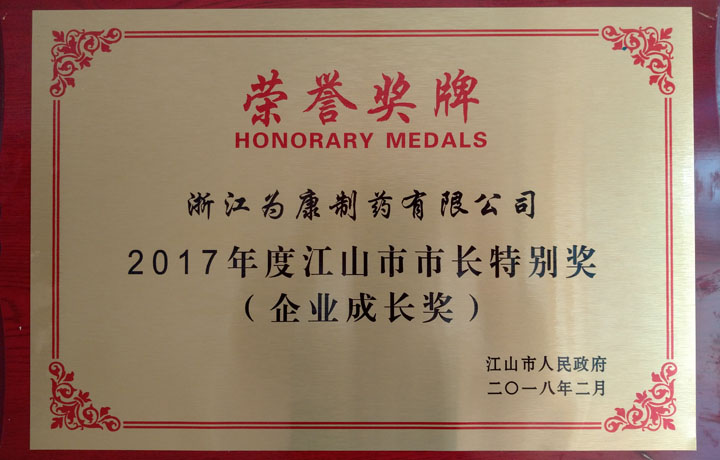 荣誉奖牌
HONORARY MEDALS
浙江为康制药有限公司
2017年度江山市市长特别奖
（企业成长奖）
江山市人民政府
二〇一八年二月